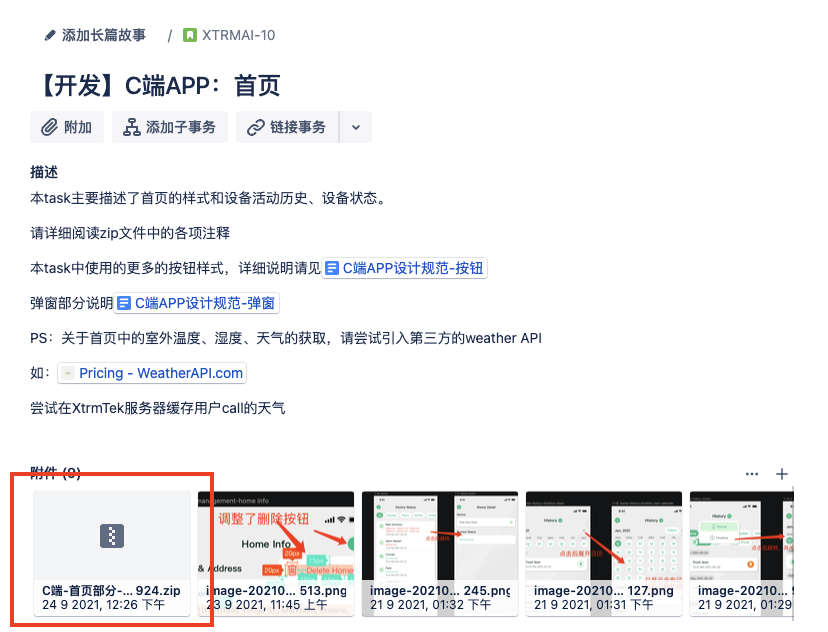 添加长篇故事 / XTRMAI-10
【开发】C端APP：首页
附加 添加子事务 链接事务
描述
本task主要描述了首页的样式和设备活动历史、设备状态。
请详细阅读zip文件中的各项注释
本task中使用的更多的按钮样式，详细说明请见 C端APP设计规范-按钮
弹窗部分说明 C端APP设计规范-弹窗
PS：关于首页中的室外温度、湿度、天气的获取，请尝试引入第三方的weather API
如： Pricing - WeatherAPI.com
尝试在XtrmTek服务器缓存用户call的天气
附件 (9)
management-home info
调整了删除按钮
Home Info
20px
15px
& Address
20px
Delete Home
History
History
C端-首页部分-... 924.zip
24 9 2021, 12:26 下午
image-20210... 513.png
23 9 2021, 11:45 上午
image-20210... 245.png
21 9 2021, 01:32 下午
image-20210... 127.png
21 9 2021, 01:31 下午
image-20210...
21 9 2021, 01:29